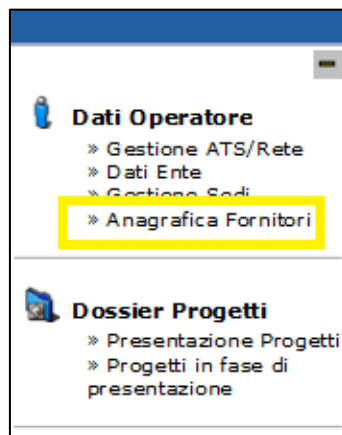 Dati Operatore
» Gestione ATS/Rete
» Dati Ente
» Gestione Sedi
» Anagrafica Fornitori
Dossier Progetti
» Presentazione Progetti
» Progetti in fase di
presentazione